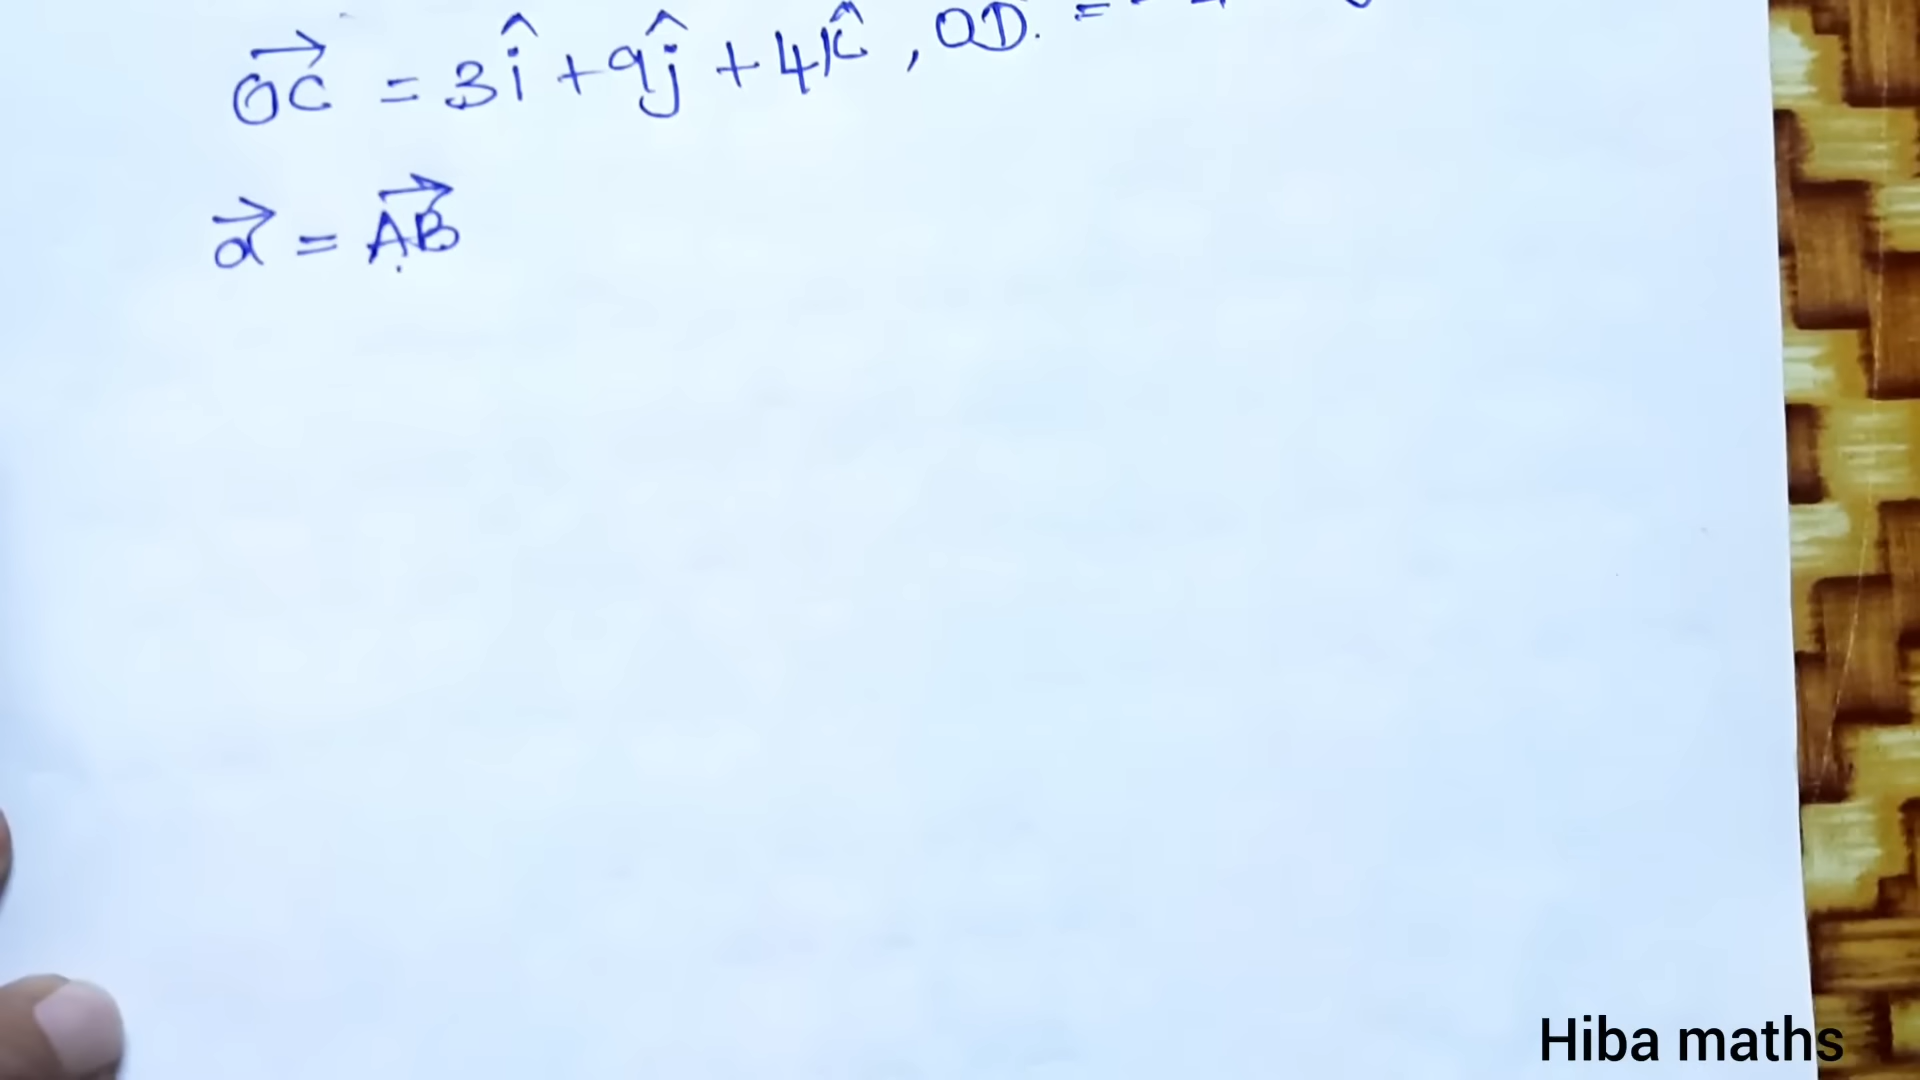 →OC = 3î + 9ĵ + 4k̂ , OD. =
→a = →AB
Hiba maths